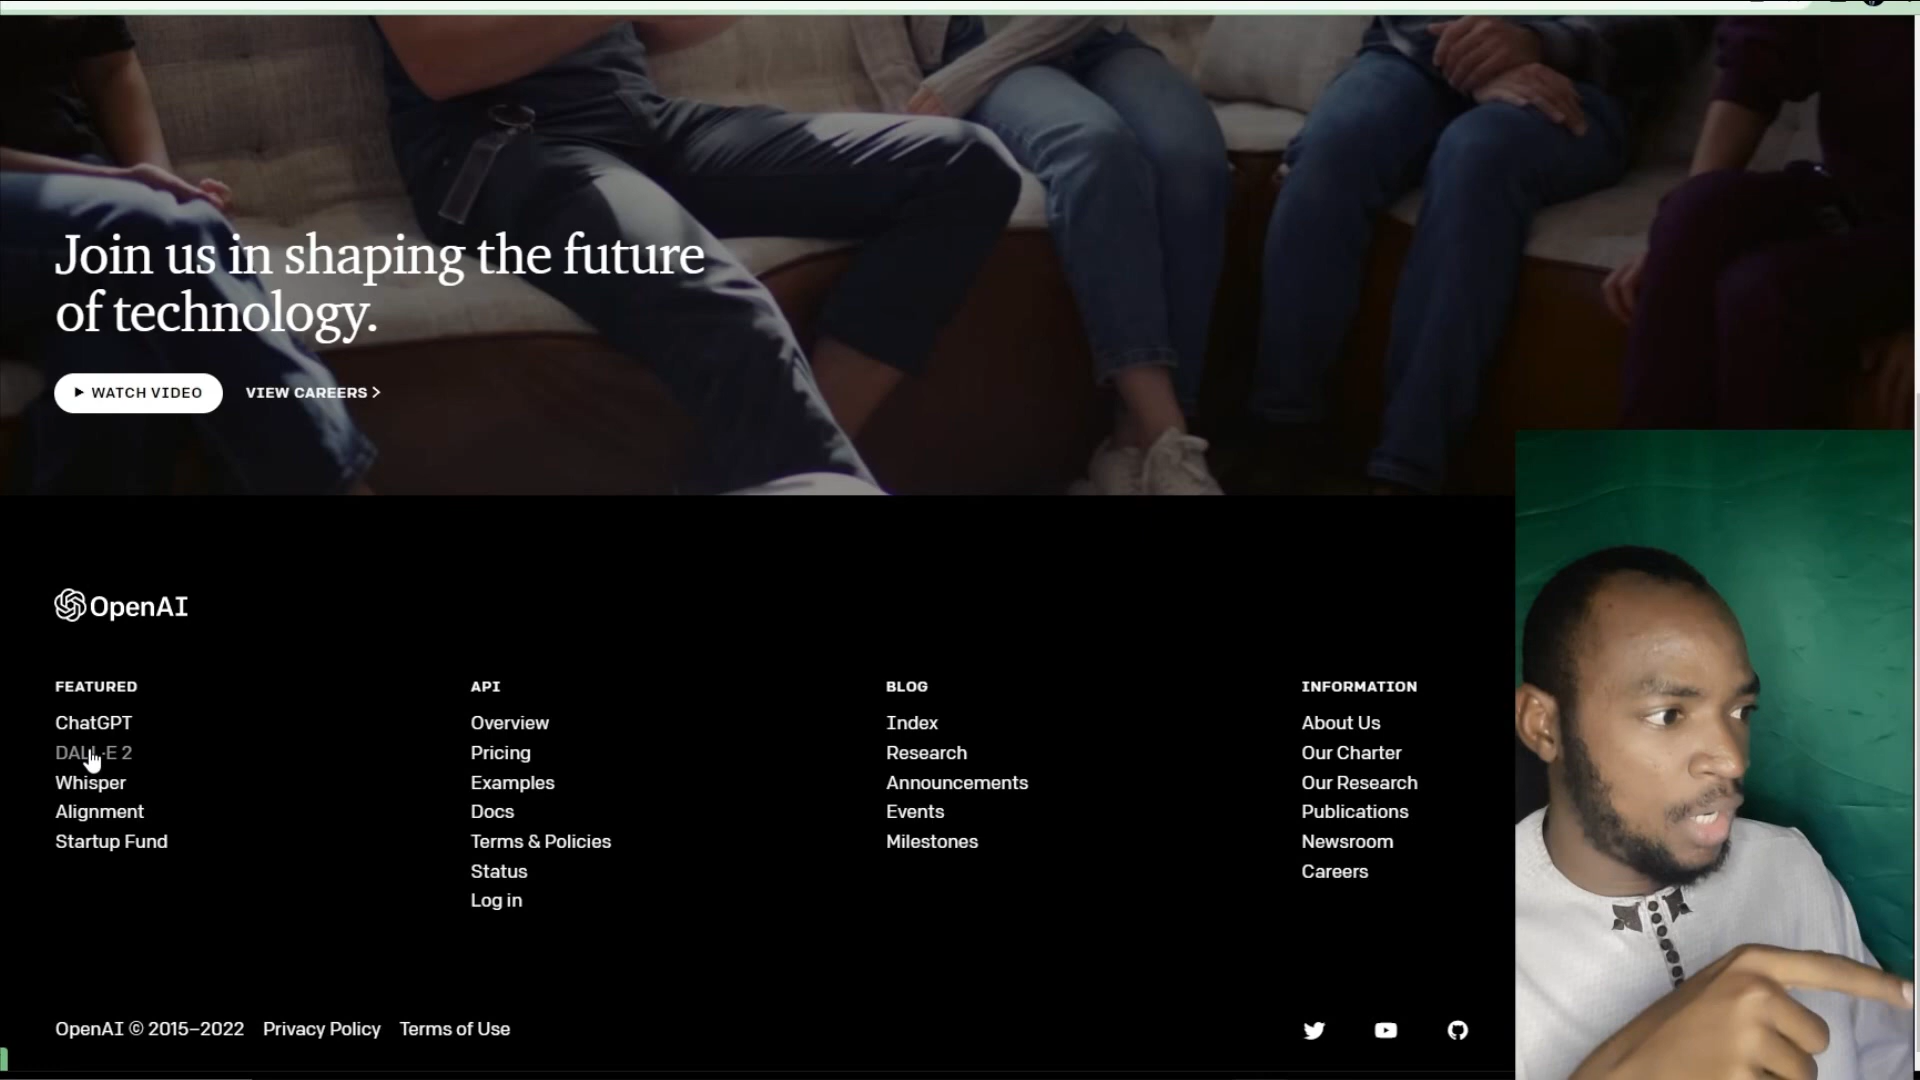 Join us in shaping the future
of technology.
WATCH VIDEO
VIEW CAREERS >
OpenAI
FEATURED
ChatGPT
DALL·E 2
Whisper
Alignment
Startup Fund
API
Overview
Pricing
Examples
Docs
Terms & Policies
Status
Log in
BLOG
Index
Research
Announcements
Events
Milestones
INFORMATION
About Us
Our Charter
Our Research
Publications
Newsroom
Careers
OpenAI © 2015–2022 Privacy Policy Terms of Use